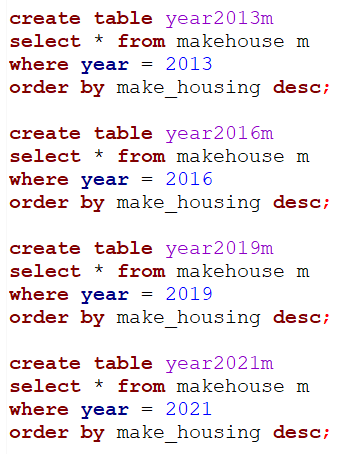 create table year2013m
select * from makehouse m
where year = 2013
order by make_housing desc;
create table year2016m
select * from makehouse m
where year = 2016
order by make_housing desc;
create table year2019m
select * from makehouse m
where year = 2019
order by make_housing desc;
create table year2021m
select * from makehouse m
where year = 2021
order by make_housing desc;